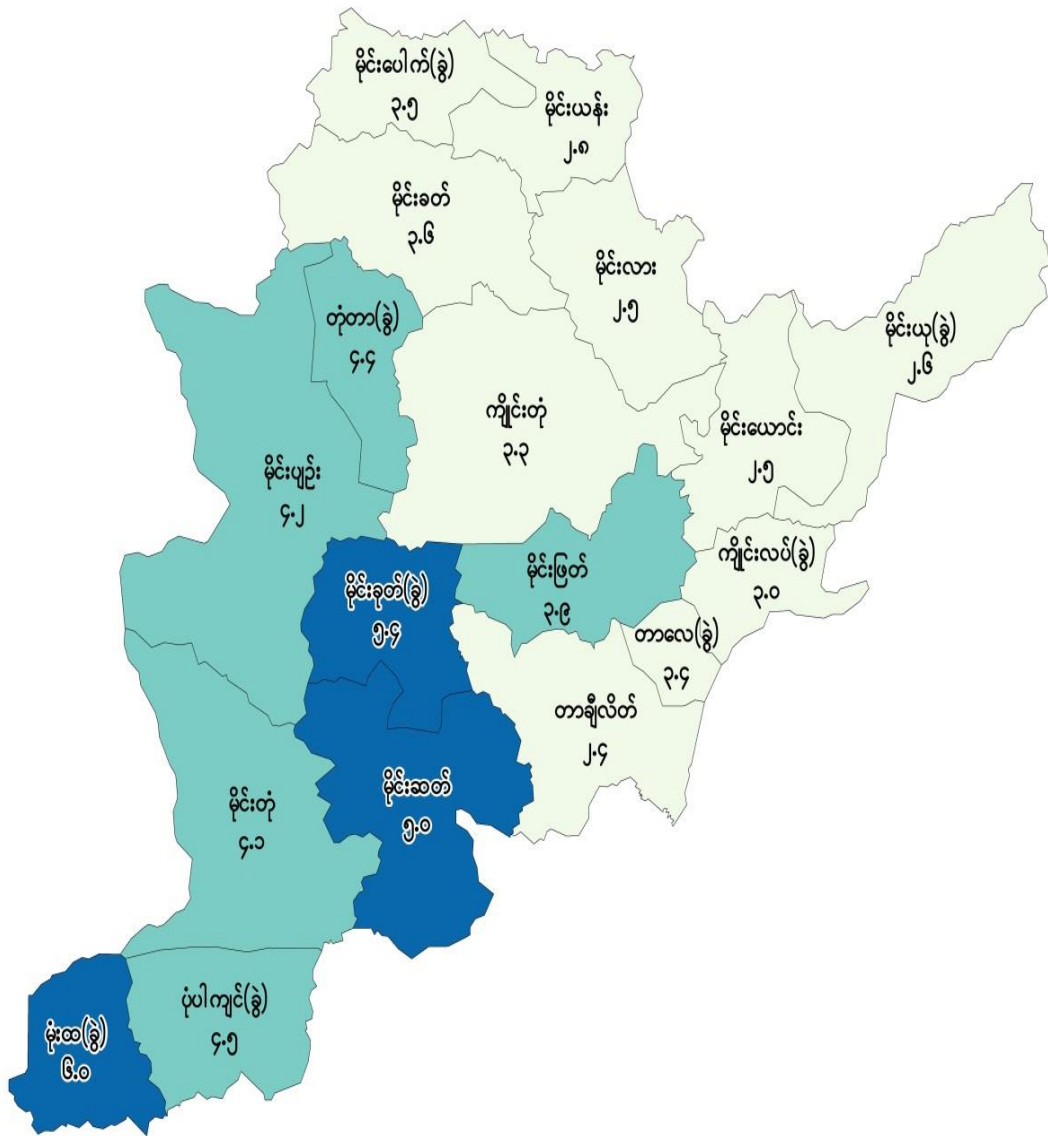 မိုင်းပေါက်(ခွဲ)
၃.၅
မိုင်းယန်း
၂.၈
မိုင်းခတ်
၃.၆
မိုင်းလား
၂.၅
တုံတာ(ခွဲ)
၄.၄
မိုင်းယု(ခွဲ)
၂.၆
ကျိုင်းတုံ
၃.၃
မိုင်းယောင်း
၂.၅
မိုင်းပျဉ်း
၄.၂
ကျိုင်းလပ်(ခွဲ)
၃.၀
မိုင်းဖြတ်
၃.၉
မိုင်းခုတ်(ခွဲ)
၅.၄
တာလေ(ခွဲ)
၃.၄
တာချီလိတ်
၂.၄
မိုင်းဆတ်
၅.၀
မိုင်းတုံ
၄.၁
ပုံပါကျင်(ခွဲ)
၄.၅
မုံးထ(ခွဲ)
၆.၀